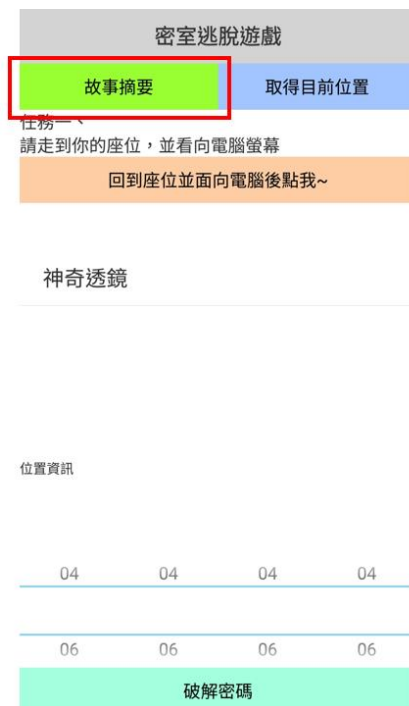 密室逃脫遊戲
故事摘要 取得目前位置
任務一、
請走到你的座位，並看向電腦螢幕
回到座位並面向電腦後點我~
神奇透鏡
位置資訊
04 04 04 04
06 06 06 06
破解密碼